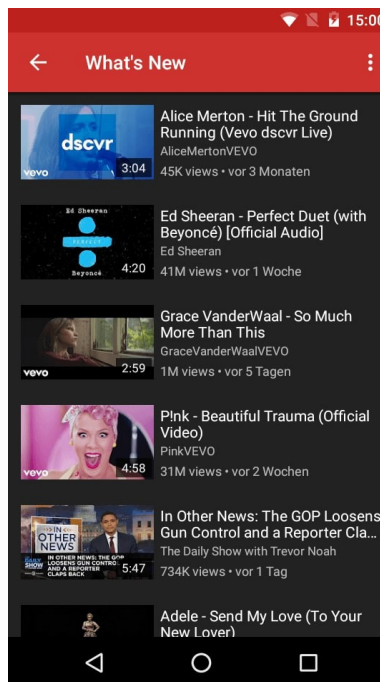 15:00
What's New
dscvr
vevo
3:04
Alice Merton - Hit The Ground
Running (Vevo dscvr Live)
AliceMertonVEVO
45K views • vor 3 Monaten
Ed Sheeran
PERFECT
Beyoncé
4:20
Ed Sheeran - Perfect Duet (with
Beyoncé) [Official Audio]
Ed Sheeran
41M views • vor 1 Woche
vevo
2:59
Grace VanderWaal - So Much
More Than This
GraceVanderWaalVEVO
1M views • vor 5 Tagen
vevo
4:58
P!nk - Beautiful Trauma (Official
Video)
PinkVEVO
31M views • vor 2 Wochen
IN
OTHER
NEWS
DAILY
SHOW
IN OTHER NEWS: THE GOP
LOOSENS GUN CONTROL
AND A REPORTER
CLAPS BACK
5:47
In Other News: The GOP Loosens
Gun Control and a Reporter Cla...
The Daily Show with Trevor Noah
734K views • vor 1 Tag
Adele - Send My Love (To Your
New Lover)